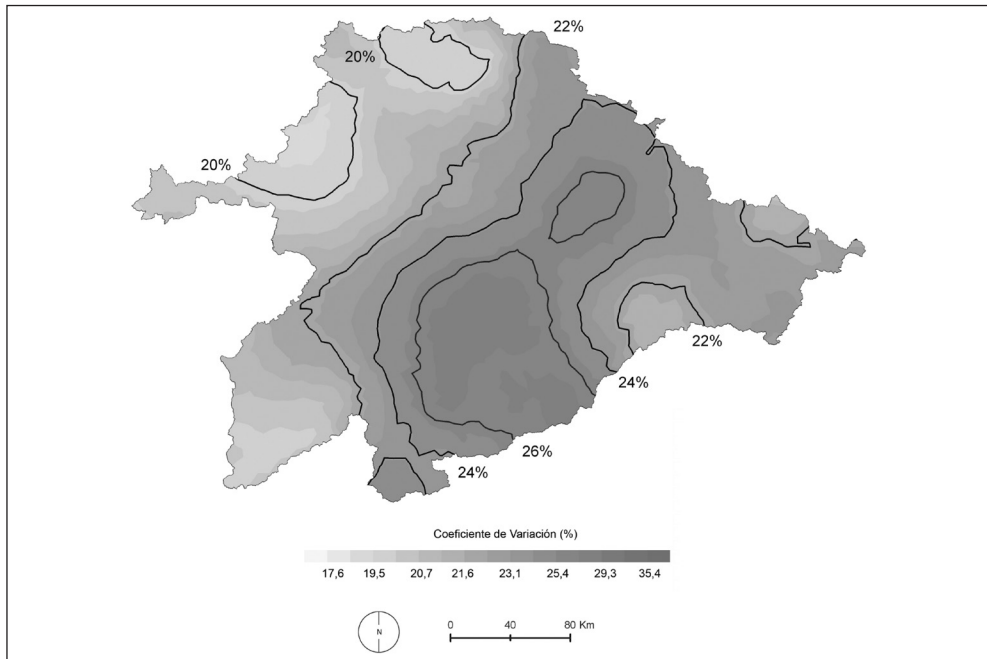 22%
20%
20%
22%
24%
26%
24%
Coeficiente de Variación (%)
17,6 19,5 20,7 21,6 23,1 25,4 29,3 35,4
N
0 40 80 Km